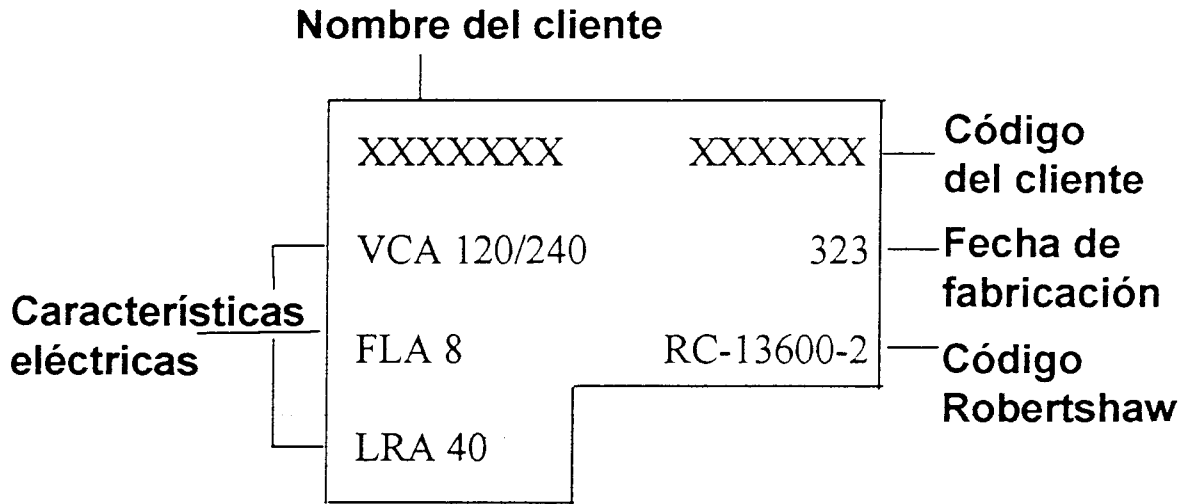 Nombre del cliente
XXXXXXX XXXXXX
Código
del cliente
VCA 120/240 323
Fecha de
fabricación
Características
eléctricas
FLA 8 RC-13600-2
Código
Robertshaw
LRA 40